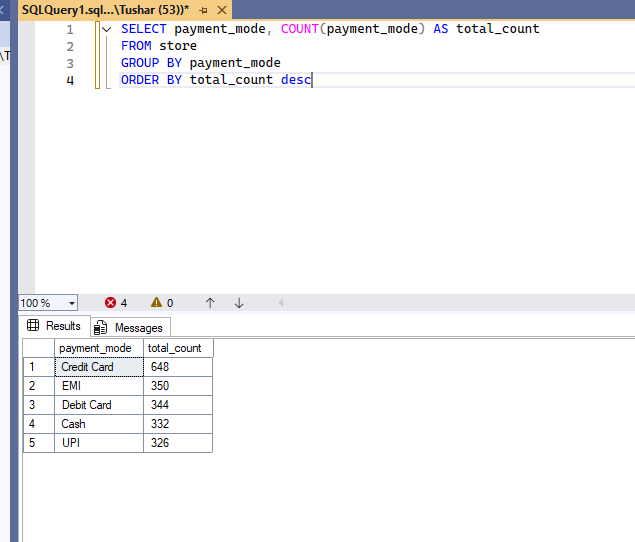 SQLQuery1.sql...\Tushar (53))*
\T
1 SELECT payment_mode, COUNT(payment_mode) AS total_count
2 FROM store
3 GROUP BY payment_mode
4 ORDER BY total_count desc
100 % 4 0
Results Messages
payment_mode total_count
1 Credit Card 648
2 EMI 350
3 Debit Card 344
4 Cash 332
5 UPI 326